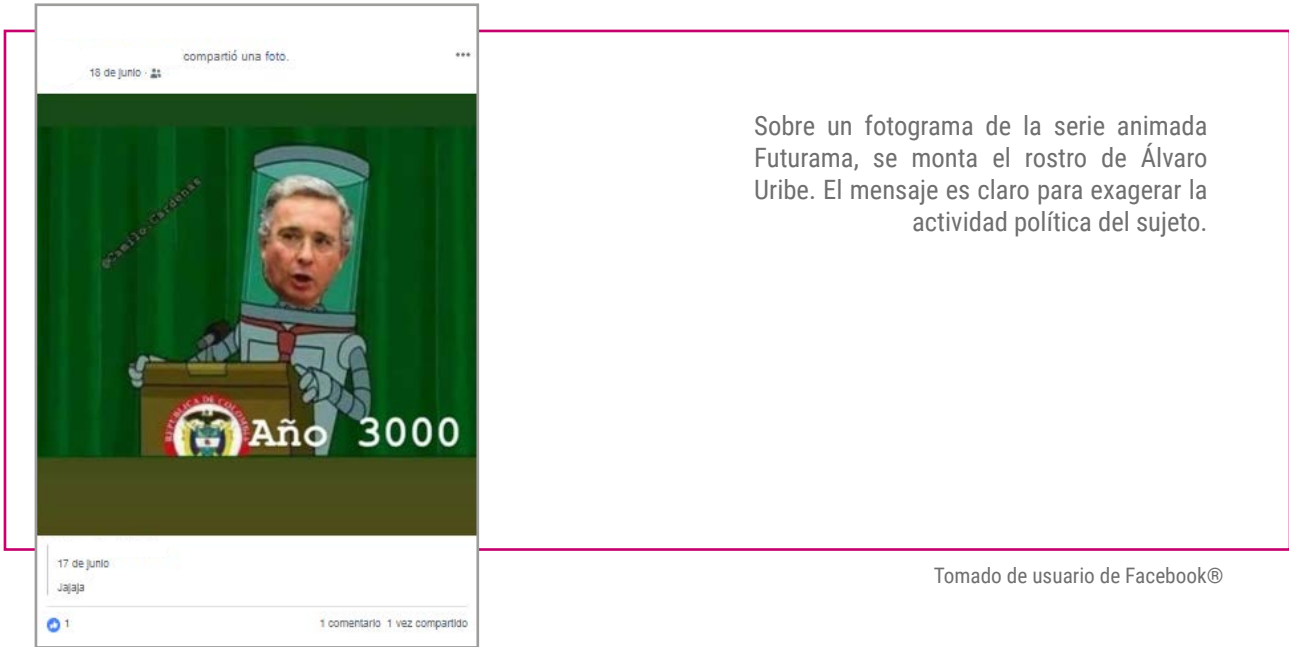 compartió una foto.
18 de junio
@Camilo.Cardenas
REPUBLICA DE COLOMBIA
Año 3000
17 de junio
Jajaja
1
1 comentario 1 vez compartido
Sobre un fotograma de la serie animada
Futurama, se monta el rostro de Álvaro
Uribe. El mensaje es claro para exagerar la
actividad política del sujeto.
Tomado de usuario de Facebook®